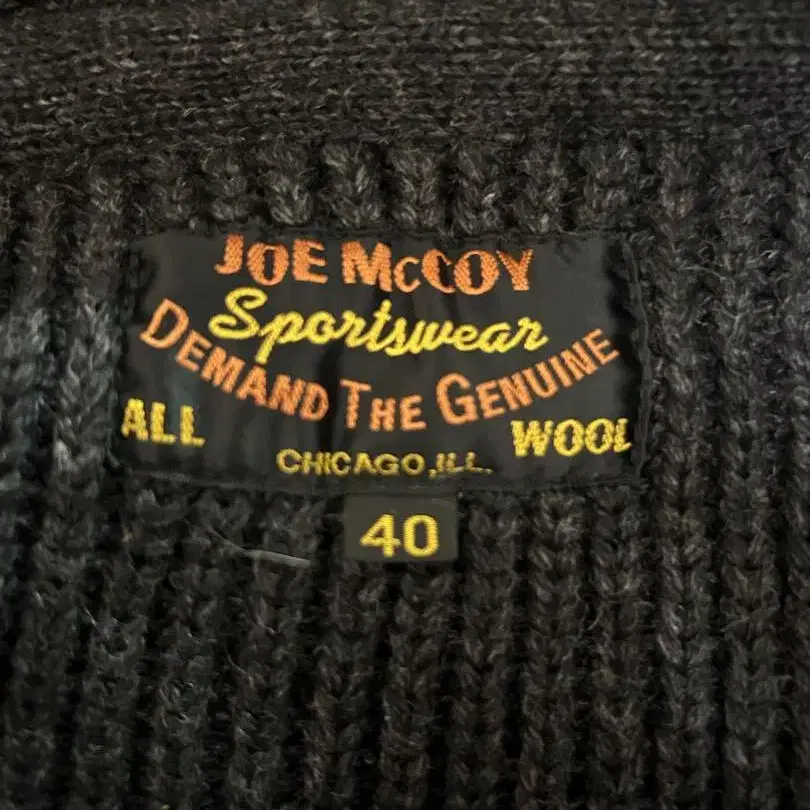 JOE McCOY
Sportswear
DEMAND THE GENUINE
ALL WOOL
CHICAGO, ILL.
40